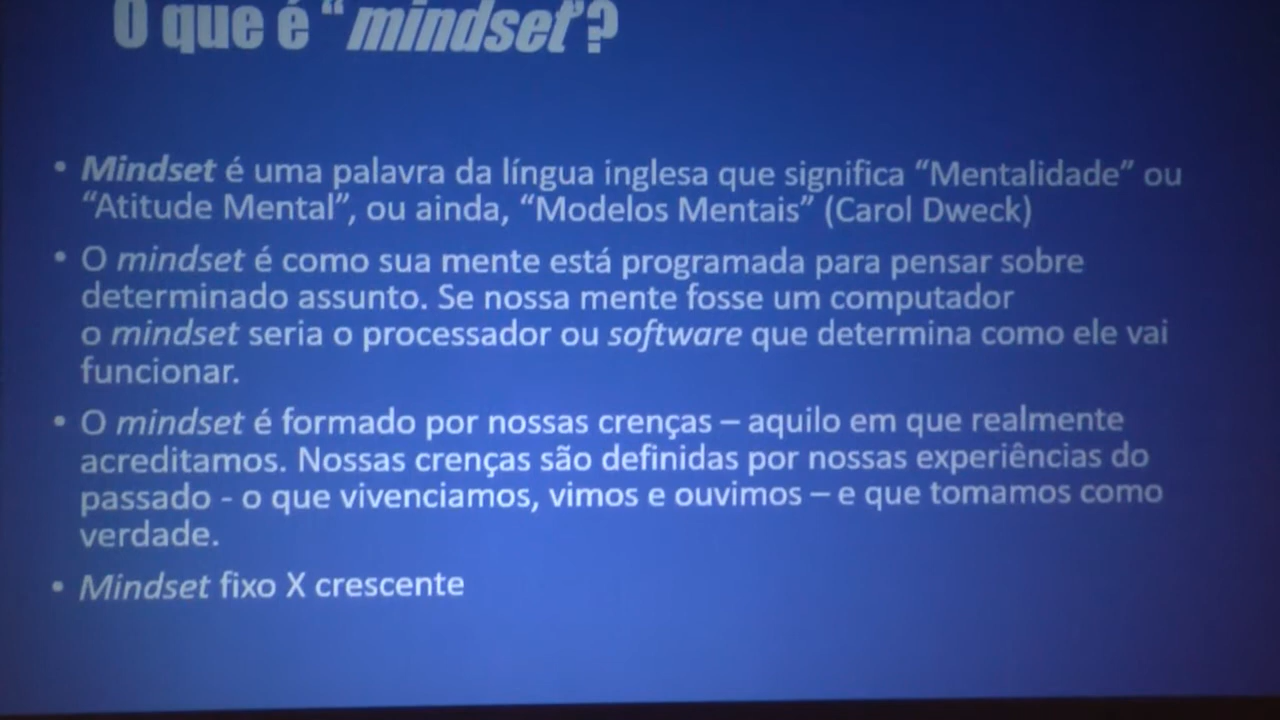 O que é “mindset”?
• Mindset é uma palavra da língua inglesa que significa “Mentalidade” ou
“Atitude Mental”, ou ainda, “Modelos Mentais” (Carol Dweck)
• O mindset é como sua mente está programada para pensar sobre
determinado assunto. Se nossa mente fosse um computador
o mindset seria o processador ou software que determina como ele vai
funcionar.
• O mindset é formado por nossas crenças – aquilo em que realmente
acreditamos. Nossas crenças são definidas por nossas experiências do
passado - o que vivenciamos, vimos e ouvimos – e que tomamos como
verdade.
• Mindset fixo X crescente